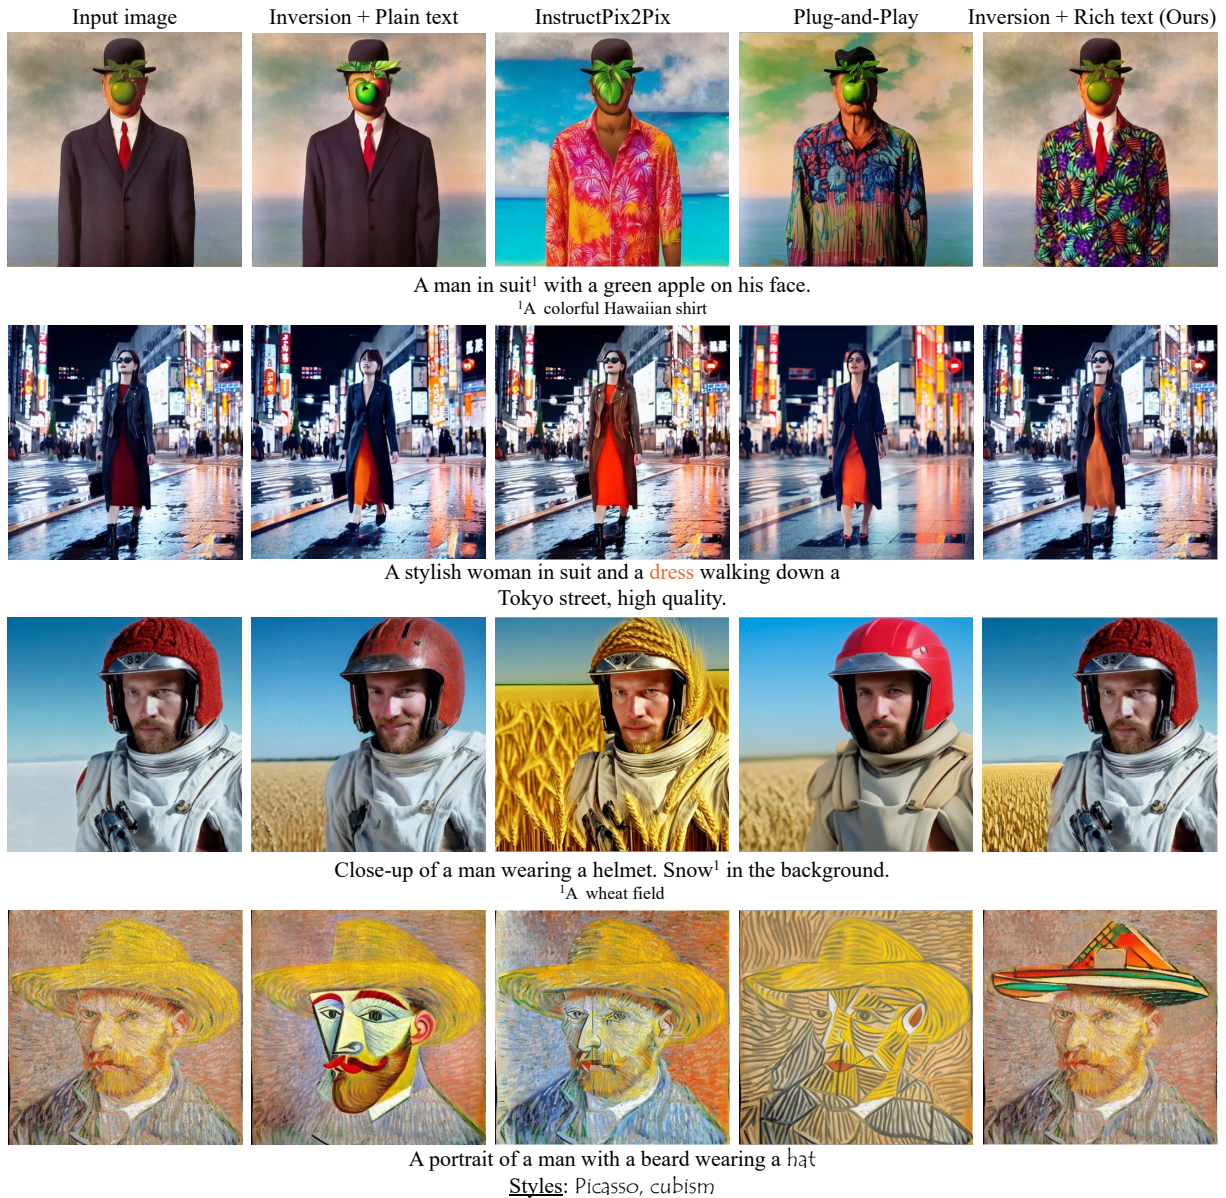 Input image
Inversion + Plain text
InstructPix2Pix
Plug-and-Play
Inversion + Rich text (Ours)
A man in suit¹ with a green apple on his face.
¹A colorful Hawaiian shirt
A stylish woman in suit and a dress walking down a
Tokyo street, high quality.
Close-up of a man wearing a helmet. Snow¹ in the background.
¹A wheat field
A portrait of a man with a beard wearing a hat
Styles: Picasso, cubism